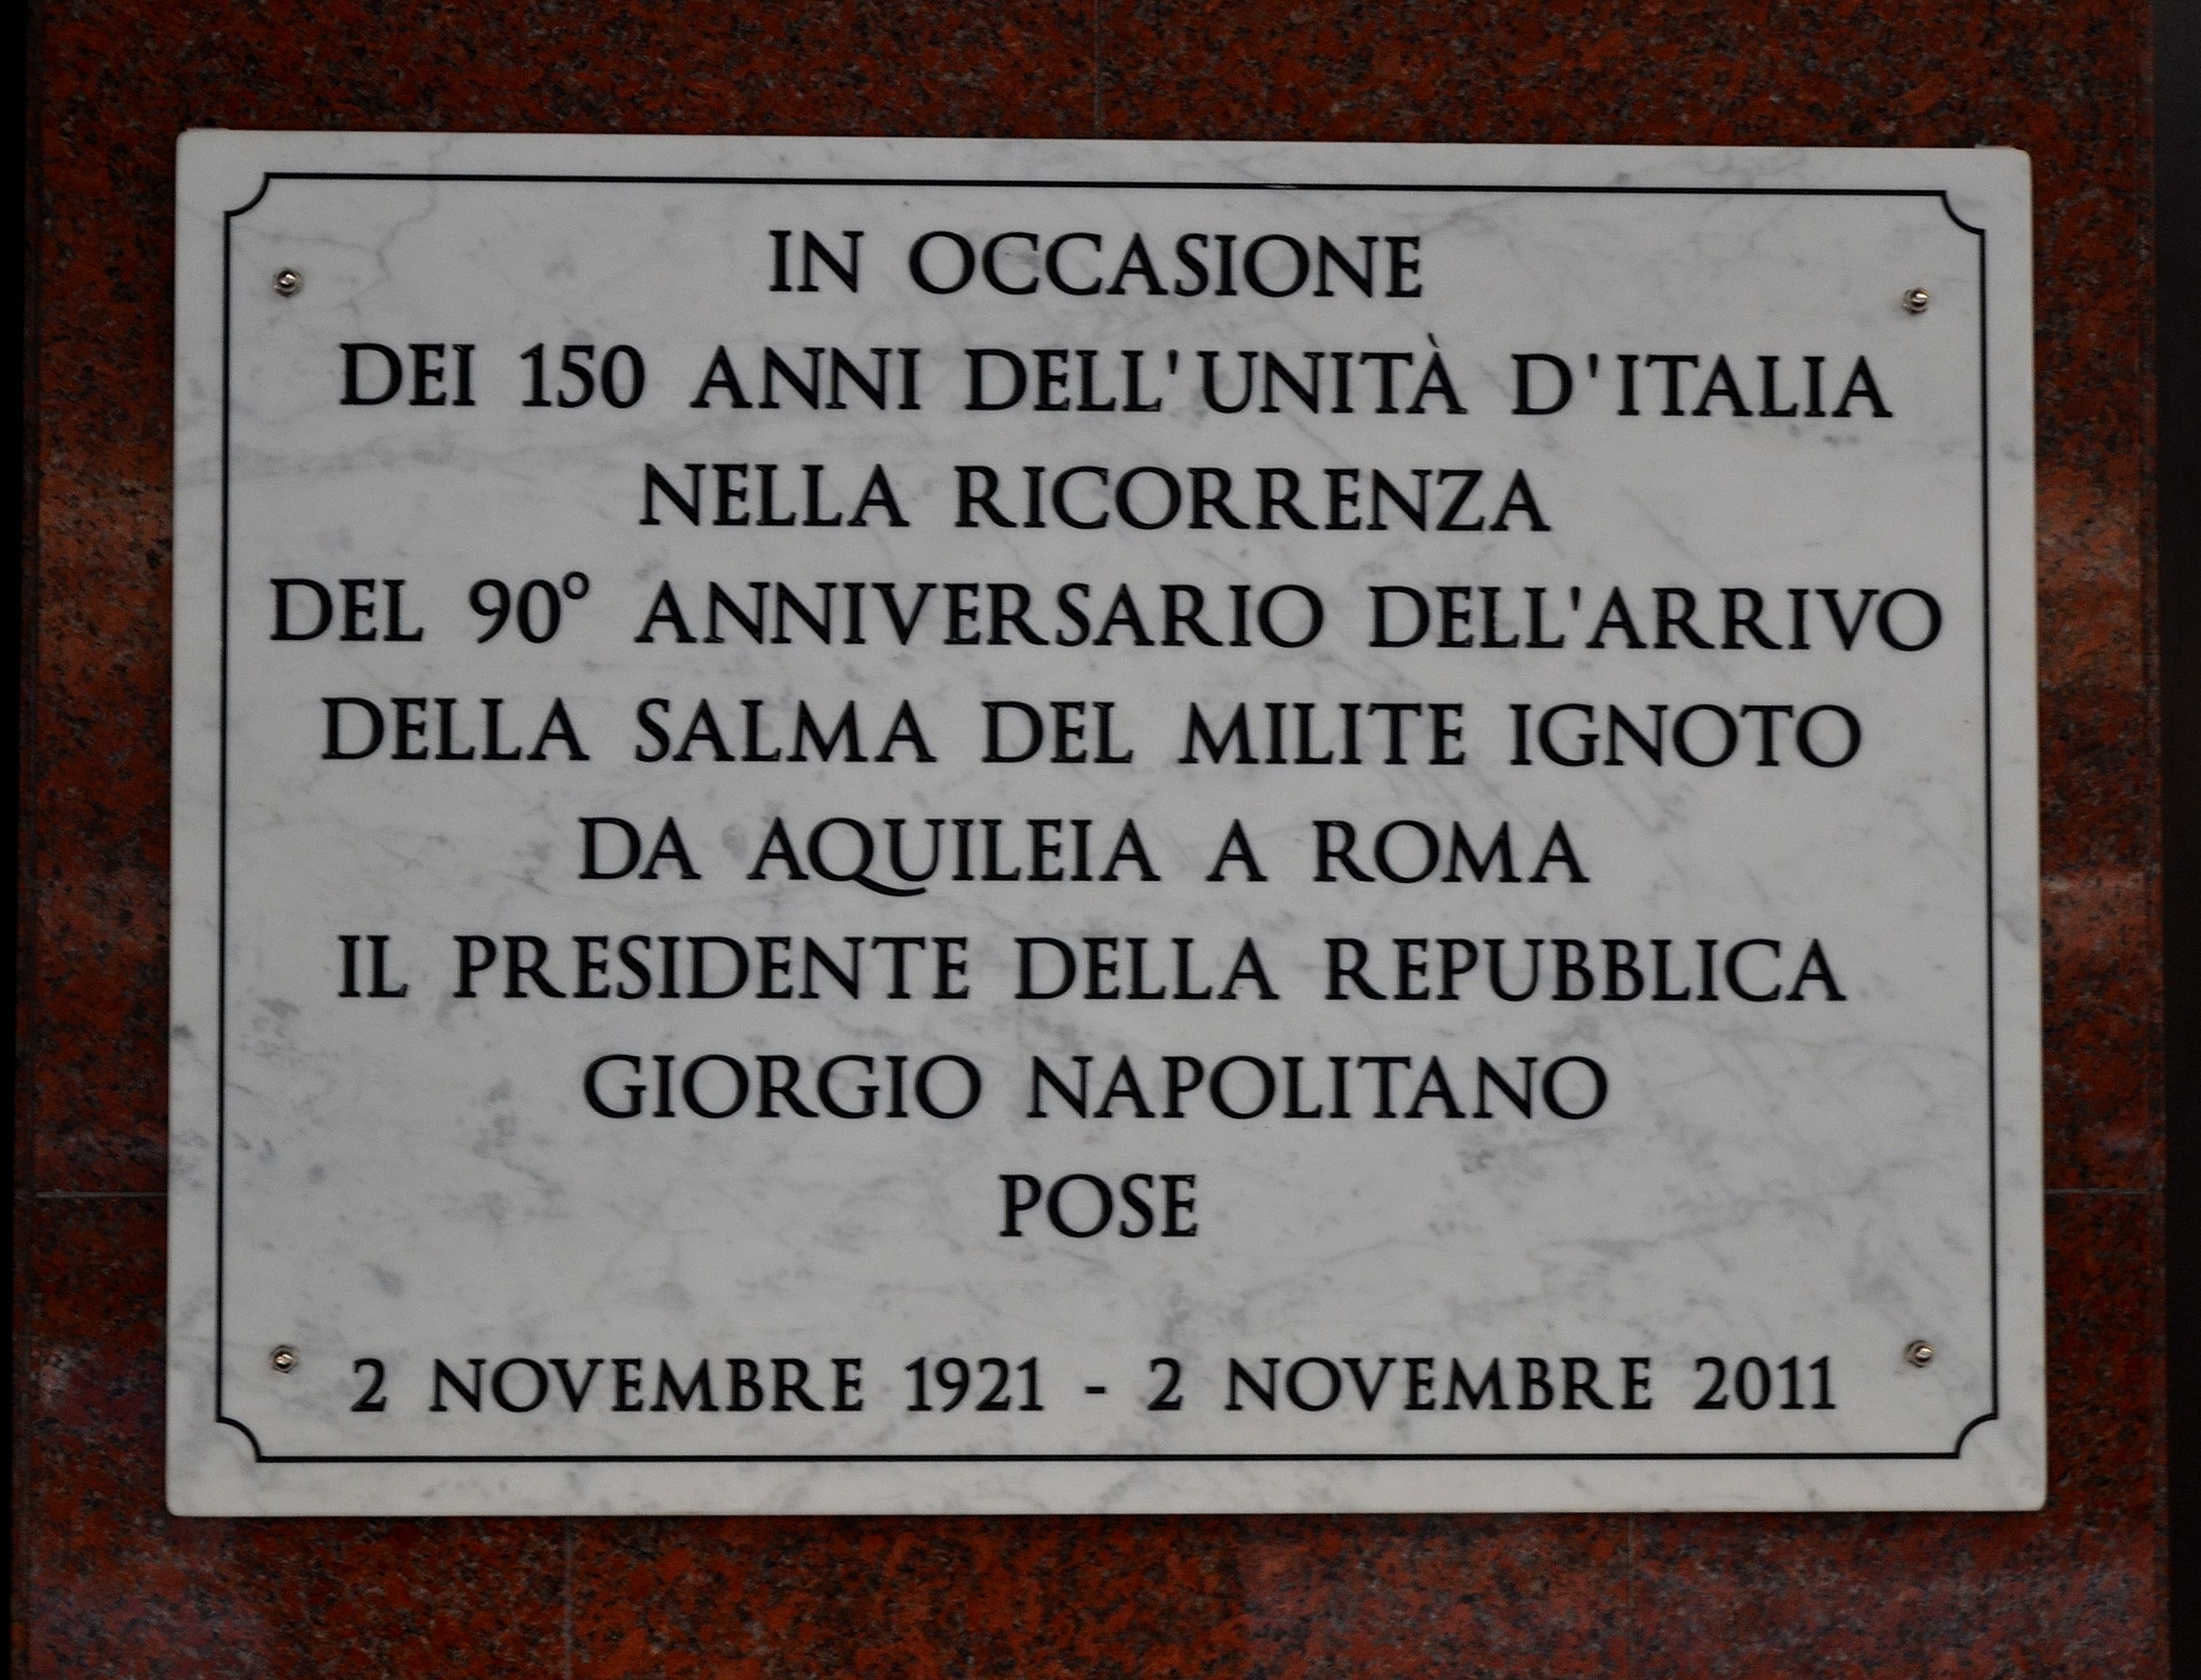 IN OCCASIONE
DEI 150 ANNI DELL'UNITÀ D'ITALIA
NELLA RICORRENZA
DEL 90° ANNIVERSARIO DELL'ARRIVO
DELLA SALMA DEL MILITE IGNOTO
DA AQUILEIA A ROMA
IL PRESIDENTE DELLA REPUBBLICA
GIORGIO NAPOLITANO
POSE
2 NOVEMBRE 1921 - 2 NOVEMBRE 2011